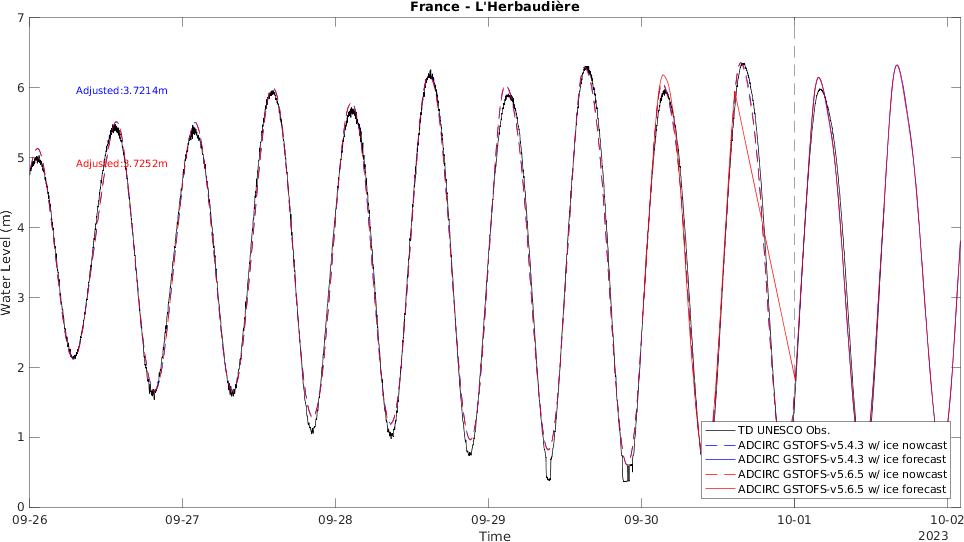 France - L'Herbaudière
7
6
5
4
3
2
1
0
Water Level (m)
Adjusted:3.7214m
Adjusted:3.7252m
TD UNESCO Obs.
ADCIRC GSTOFS-v5.4.3 w/ ice nowcast
ADCIRC GSTOFS-v5.4.3 w/ ice forecast
ADCIRC GSTOFS-v5.6.5 w/ ice nowcast
ADCIRC GSTOFS-v5.6.5 w/ ice forecast
09-26 09-27 09-28 09-29 09-30 10-01 10-02
Time
2023